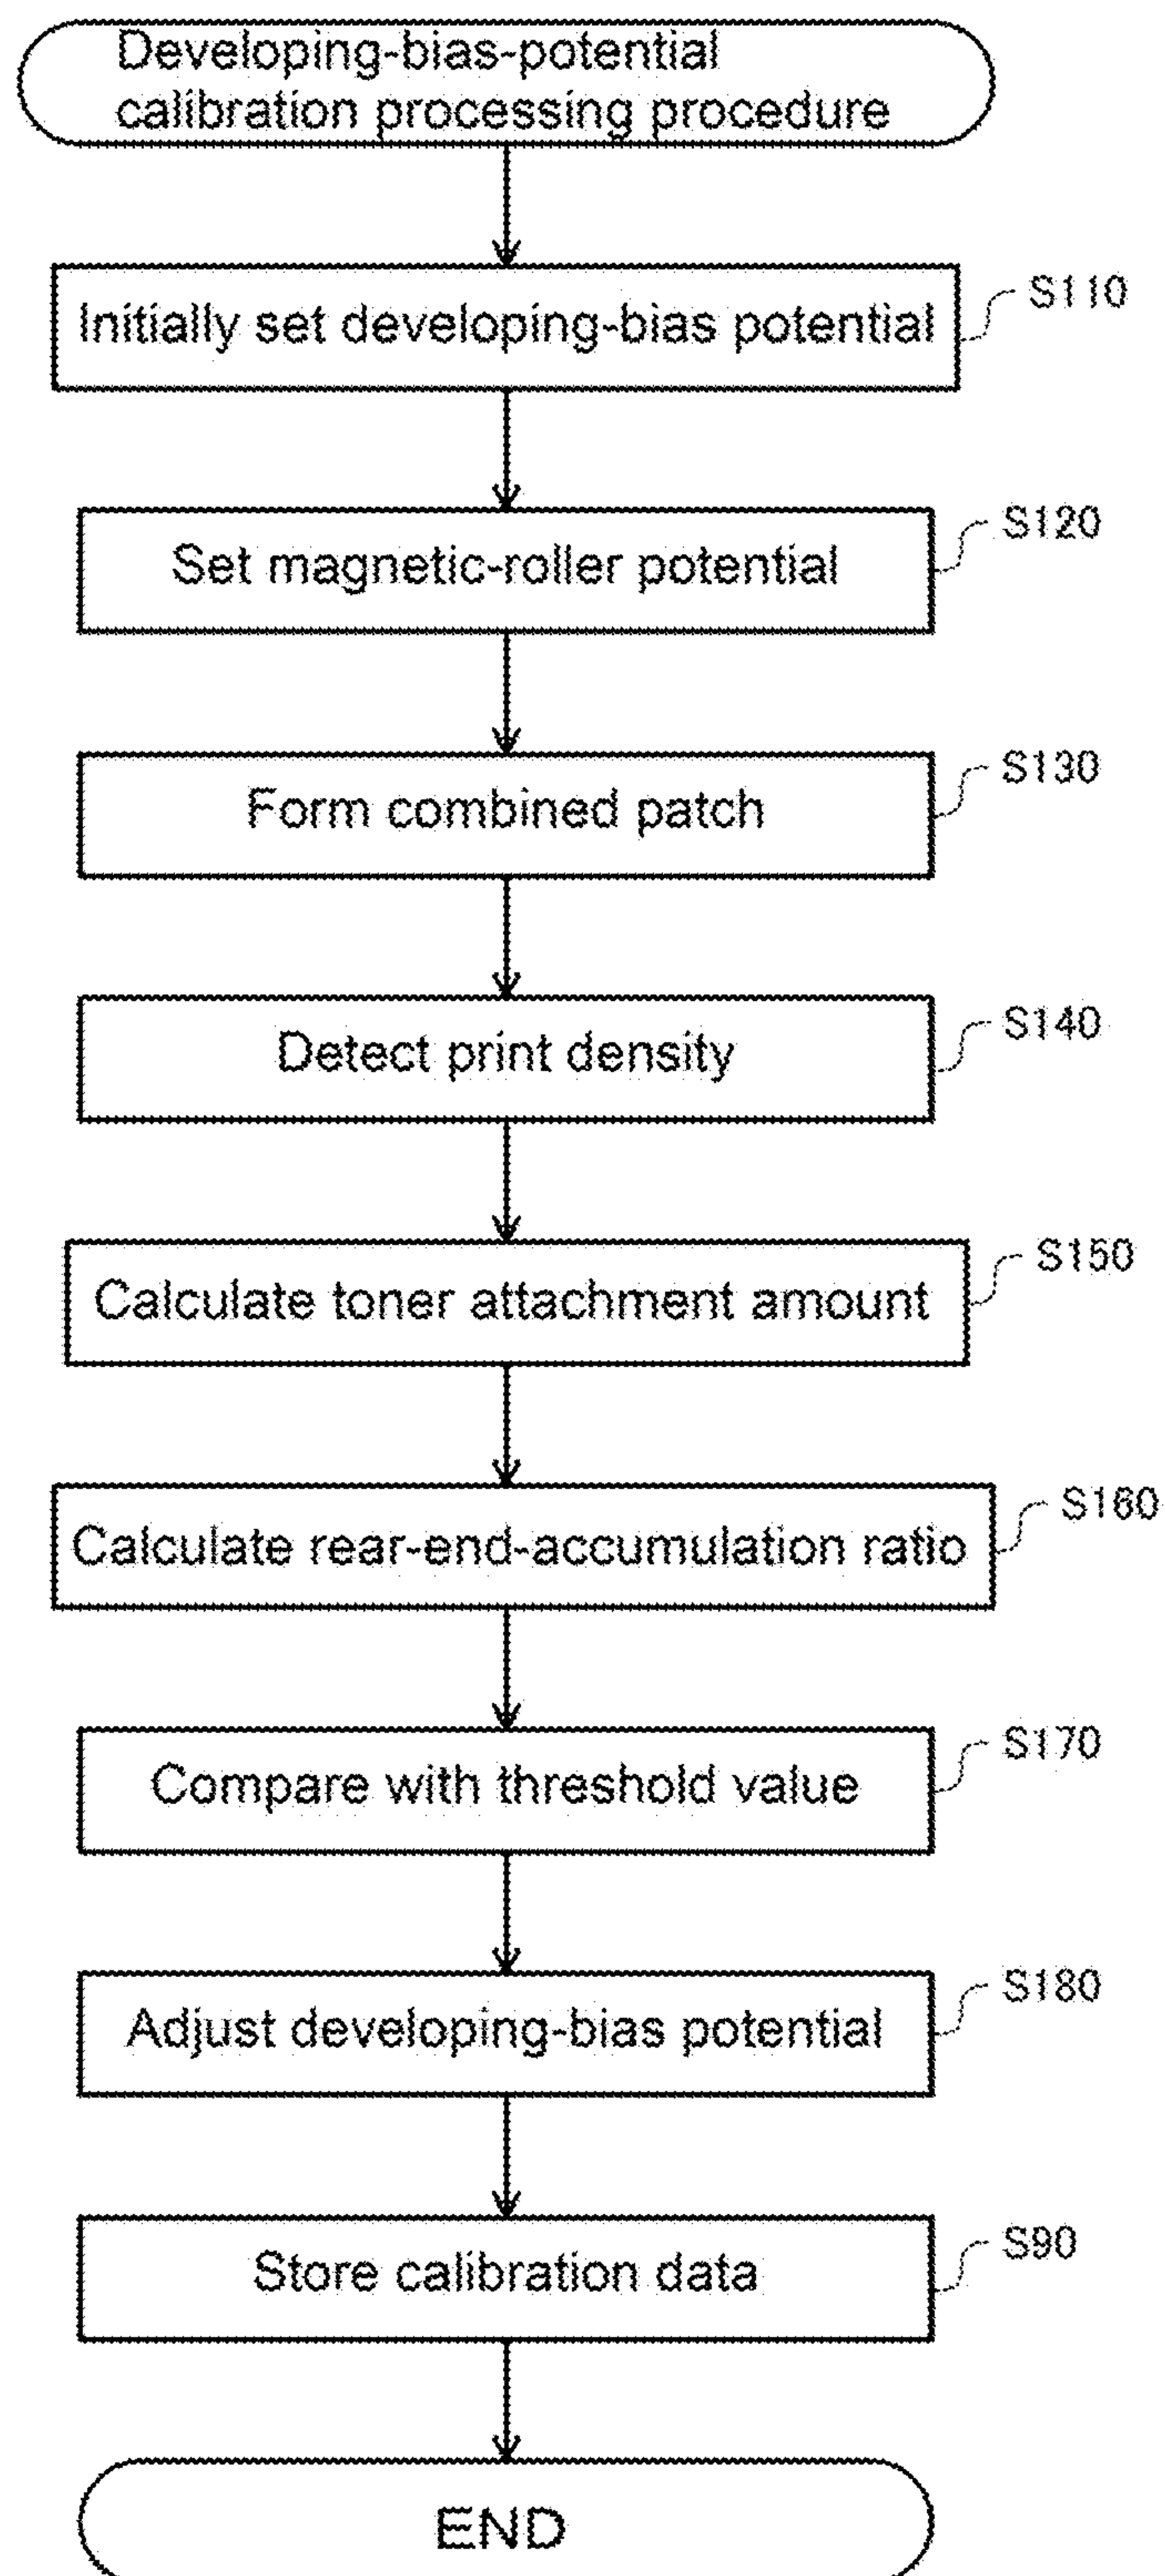 Developing-bias-potential
calibration processing procedure
Initially set developing-bias potential
S110
Set magnetic-roller potential
S120
Form combined patch
S130
Detect print density
S140
Calculate toner attachment amount
S150
Calculate rear-end-accumulation ratio
S160
Compare with threshold value
S170
Adjust developing-bias potential
S180
Store calibration data
S90
END